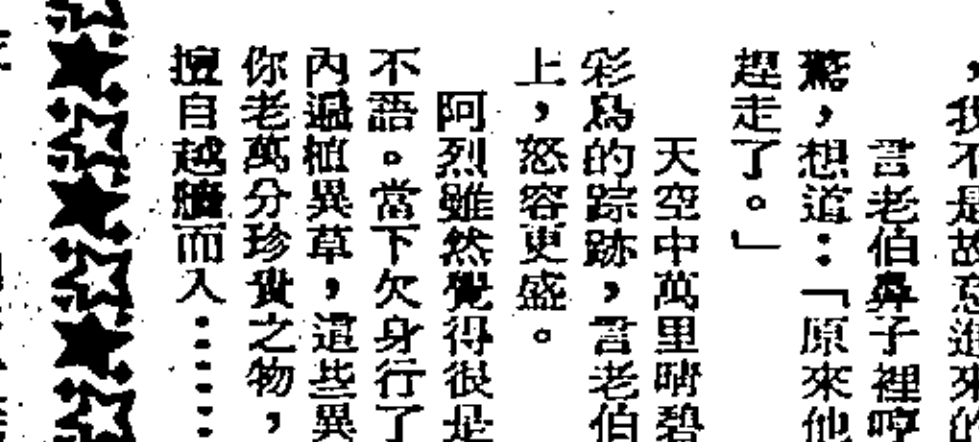 ，我不是故意進來的
言老伯鼻子裡哼
驚，想道：「原來他
趕走了。」
天空中萬里晴碧
彩鳥的踪跡，言老伯
上，怒容更盛。
阿烈雖然覺得很是
不語。當下欠身行了
內遍植異草，這些異
你老萬分珍貴之物，
擅自越牆而入：：：